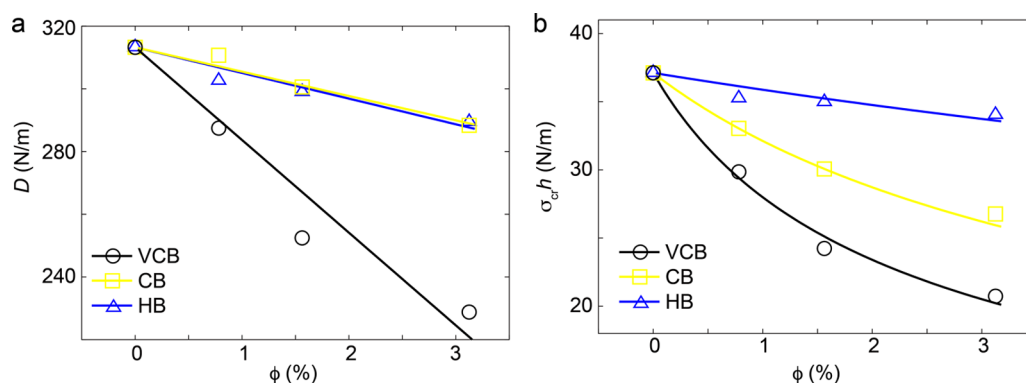 a
320
280
240
D (N/m)
VCB
CB
HB
0
1
2
3
ϕ (%)
b
40
30
20
σcr h (N/m)
VCB
CB
HB
0
1
2
3
ϕ (%)